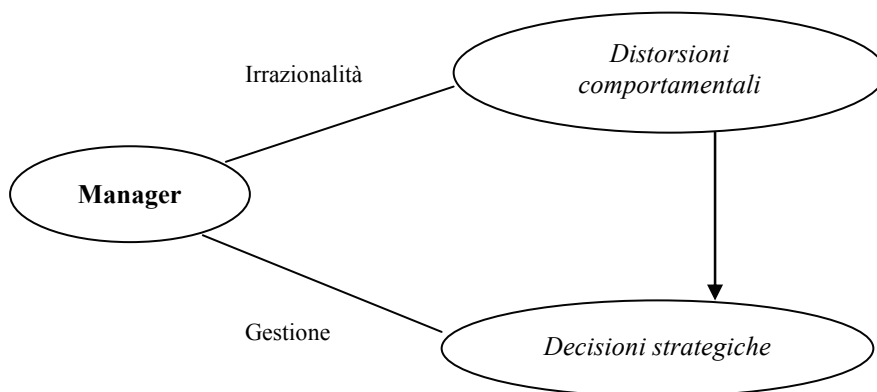 Irrazionalità
Distorsioni
comportamentali
Manager
Gestione
Decisioni strategiche